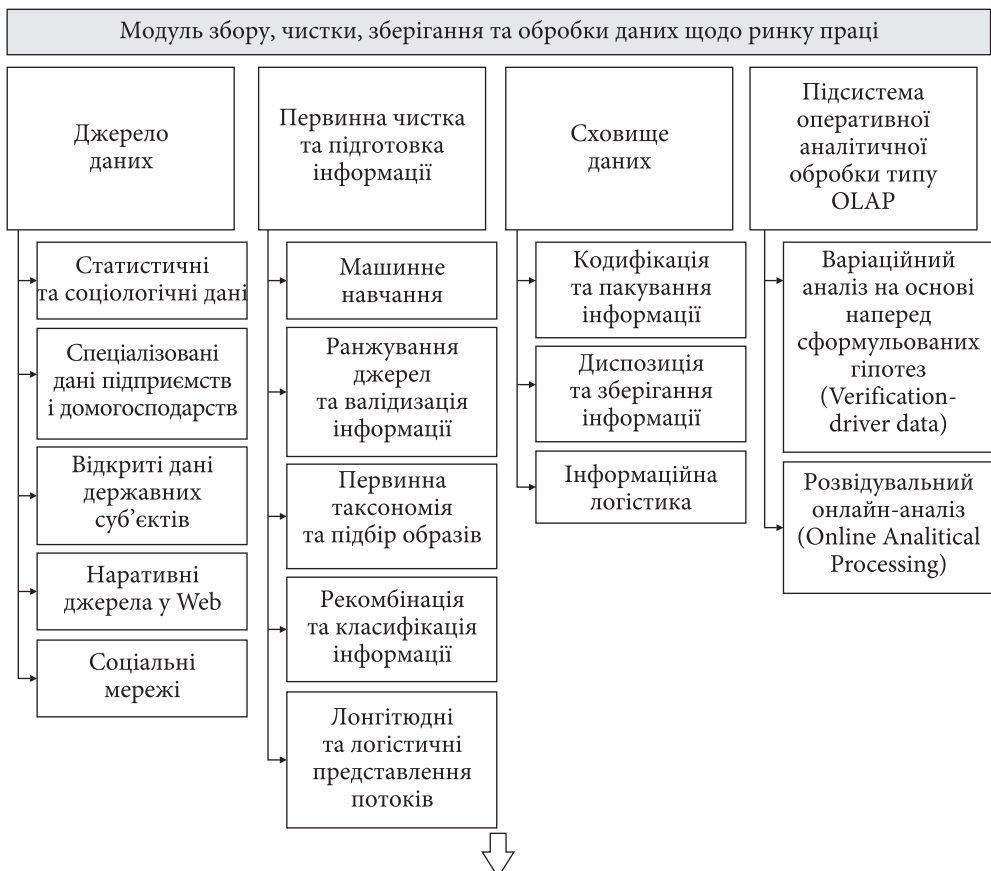 Модуль збору, чистки, зберігання та обробки даних щодо ринку праці
Джерело
даних
Статистичні
та соціологічні дані
Спеціалізовані
дані підприємств
і домогосподарств
Відкриті дані
державних
суб’єктів
Наративні
джерела у Web
Соціальні
мережі
Первинна чистка
та підготовка
інформації
Машинне
навчання
Ранжування
джерел
та валідизація
інформації
Первинна
таксономія
та підбір образів
Рекомбінація
та класифікація
інформації
Лонгітюдні
та логістичні
представлення
потоків
Сховище
даних
Кодифікація
та пакування
інформації
Диспозиція
та зберігання
інформації
Інформаційна
логістика
Підсистема
оперативної
аналітичної
обробки типу
OLAP
Варіаційний
аналіз на основі
наперед
сформульованих
гіпотез
(Verification-
driver data)
Розвідувальний
онлайн-аналіз
(Online Analitical
Processing)